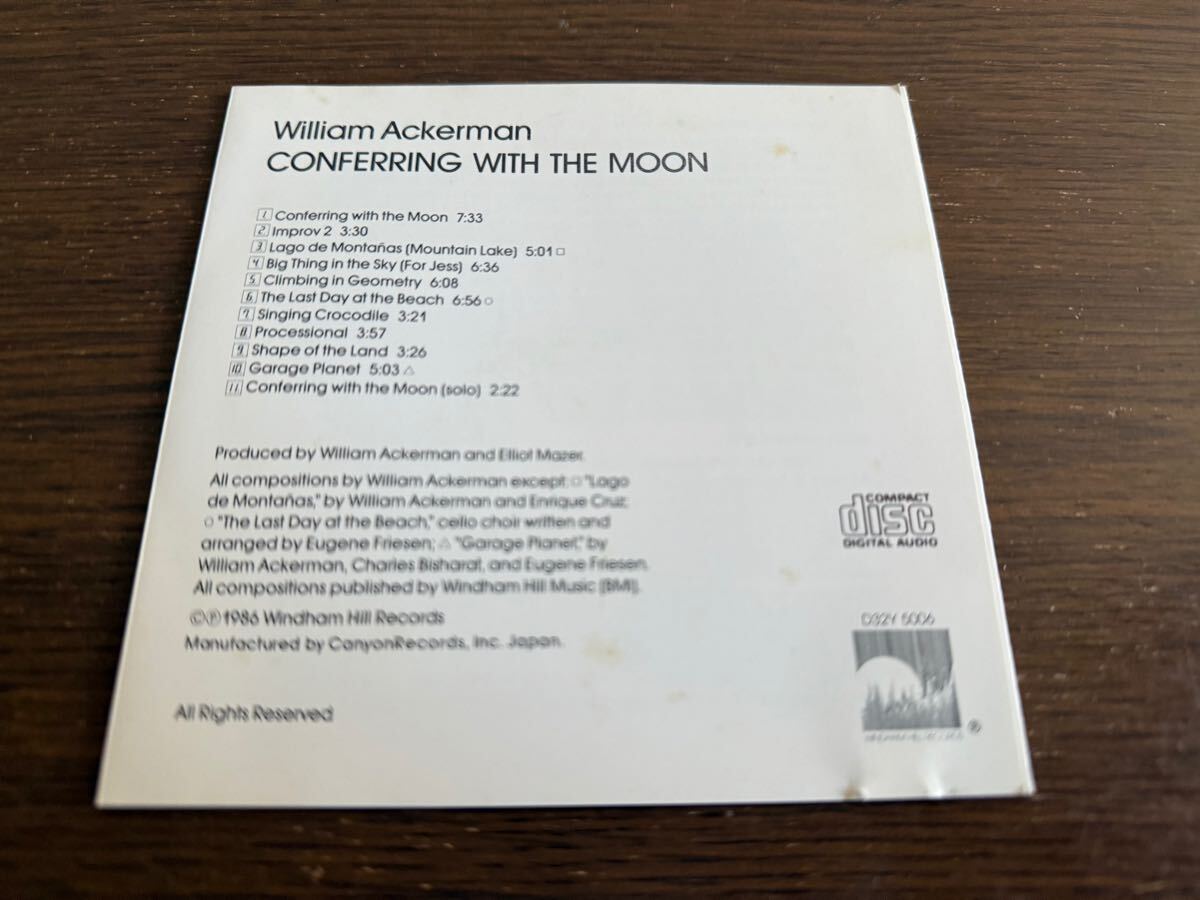 William Ackerman
CONFERRING WITH THE MOON
1. Conferring with the Moon 7:33
2. Improv 2 3:30
3. Lago de Montañas (Mountain Lake) 5:01 □
4. Big Thing in the Sky (For Jess) 6:36
5. Climbing in Geometry 6:08
6. The Last Day at the Beach 6:56 ○
7. Singing Crocodile 3:21
8. Processional 3:57
9. Shape of the Land 3:26
10. Garage Planet 5:03 △
11. Conferring with the Moon (solo) 2:22
Produced by William Ackerman and Elliot Mazer.
All compositions by William Ackerman except: □ "Lago
de Montañas," by William Ackerman and Enrique Cruz;
○ "The Last Day at the Beach," cello choir written and
arranged by Eugene Friesen; △ "Garage Planet," by
William Ackerman, Charles Bisharat, and Eugene Friesen.
All compositions published by Windham Hill Music (BMI).
©℗ 1986 Windham Hill Records
Manufactured by CanyonRecords, Inc. Japan.
All Rights Reserved
COMPACT
disc
DIGITAL AUDIO
D32Y 5006
WINDHAM HILL RECORDS ®